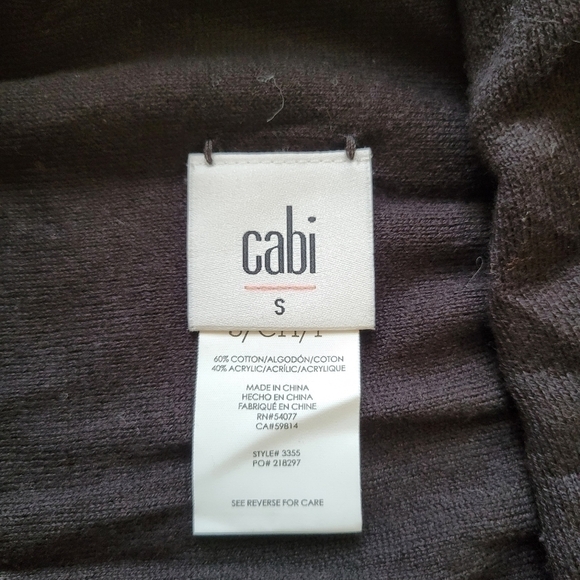 cabi
S
S/CH/P
60% COTTON/ALGODÓN/COTON
40% ACRYLIC/ACRÍLIC/ACRYLIQUE
MADE IN CHINA
HECHO EN CHINA
FABRIQUÉ EN CHINE
RN#54077
CA#59814
STYLE# 3355
PO# 218297
SEE REVERSE FOR CARE